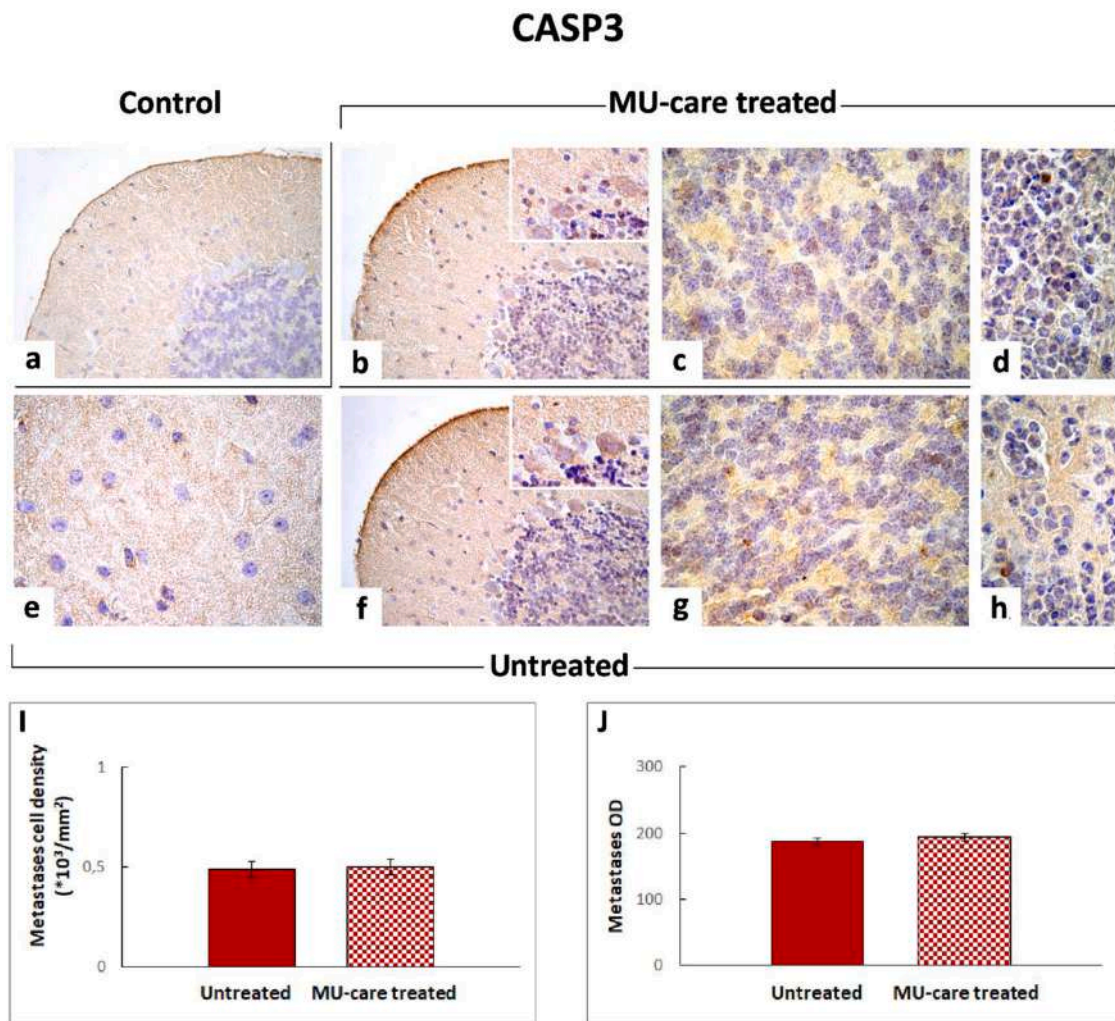 CASP3
Control
MU-care treated
a
b
c
d
e
f
g
h
Untreated
I
Metastases cell density
(*10³/mm²)
1
0,5
0
Untreated
MU-care treated
J
Metastases OD
300
200
100
0
Untreated
MU-care treated